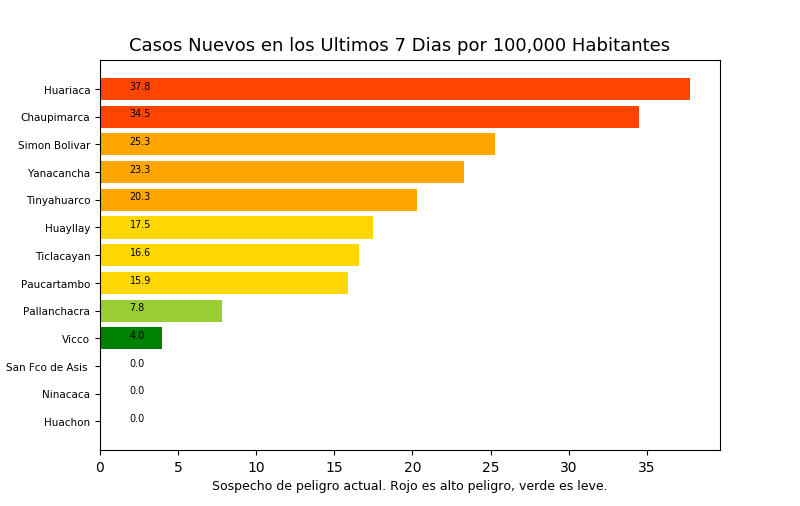 Casos Nuevos en los Ultimos 7 Dias por 100,000 Habitantes
Huariaca 37.8
Chaupimarca 34.5
Simon Bolivar 25.3
Yanacancha 23.3
Tinyahuarco 20.3
Huayllay 17.5
Ticlacayan 16.6
Paucartambo 15.9
Pallanchacra 7.8
Vicco 4.0
San Fco de Asis 0.0
Ninacaca 0.0
Huachon 0.0
0 5 10 15 20 25 30 35
Sospecho de peligro actual. Rojo es alto peligro, verde es leve.